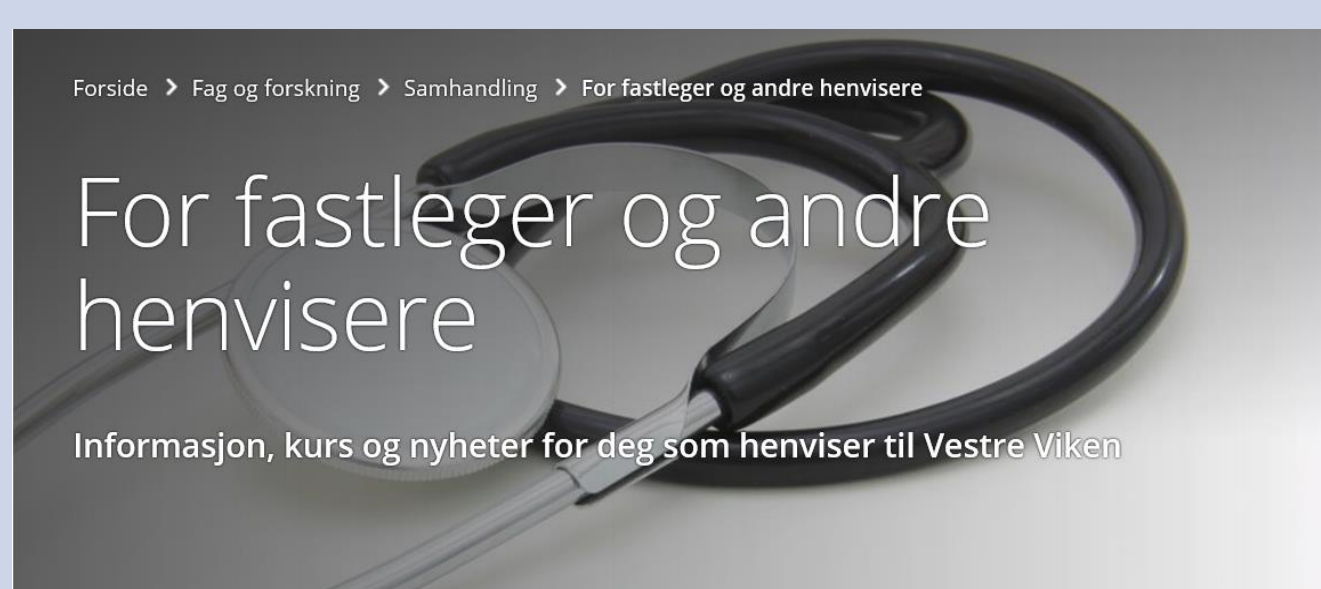 Forside > Fag og forskning > Samhandling > For fastleger og andre henvisere
For fastleger og andre
henvisere
Informasjon, kurs og nyheter for deg som henviser til Vestre Viken